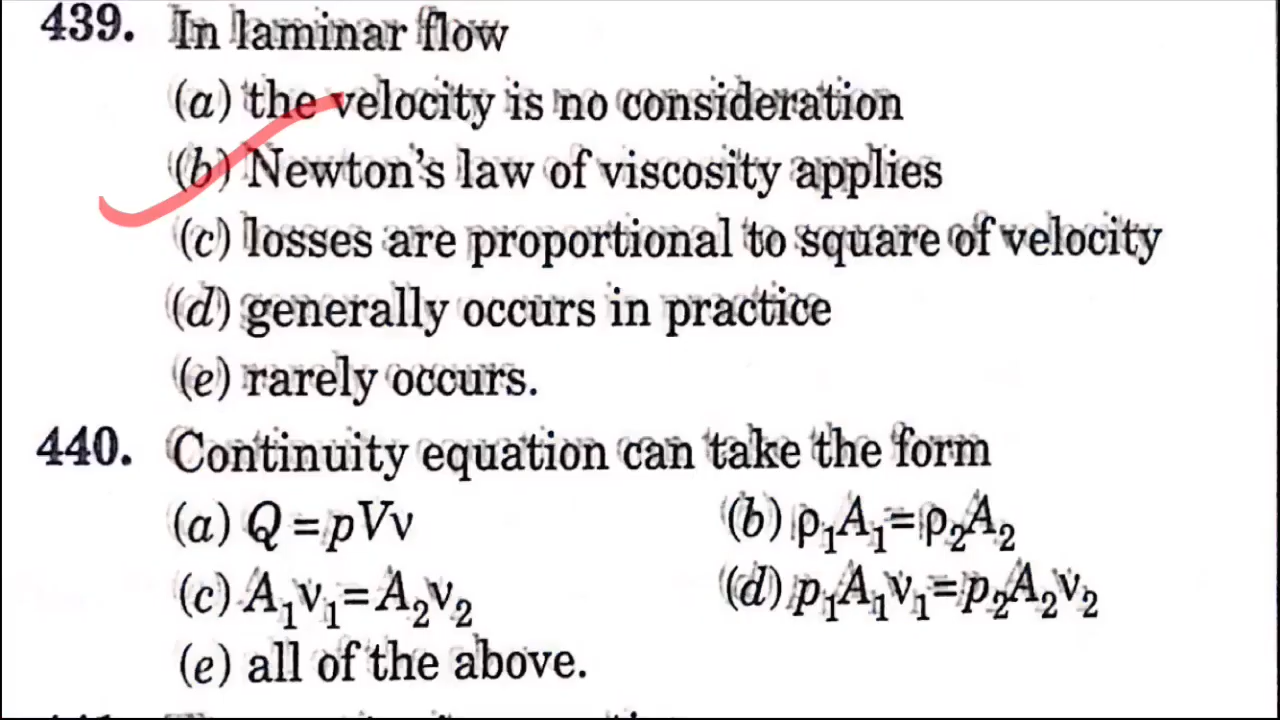 439. In laminar flow
(a) the velocity is no consideration
(b) Newton's law of viscosity applies
(c) losses are proportional to square of velocity
(d) generally occurs in practice
(e) rarely occurs.
440. Continuity equation can take the form
(a) Q = pVv (b) ρ₁A₁=ρ₂A₂
(c) A₁v₁=A₂v₂ (d) p₁A₁v₁=p₂A₂v₂
(e) all of the above.